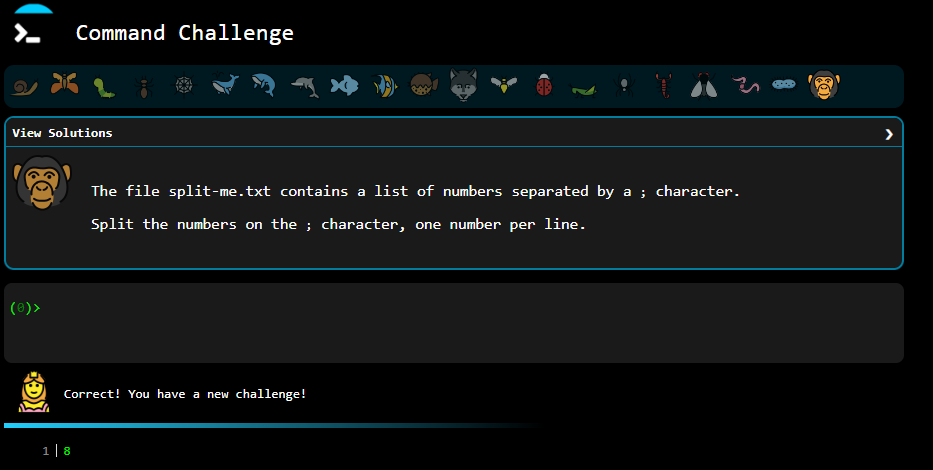 Command Challenge
View Solutions
The file split-me.txt contains a list of numbers separated by a ; character.
Split the numbers on the ; character, one number per line.
(0)>
Correct! You have a new challenge!
1 8